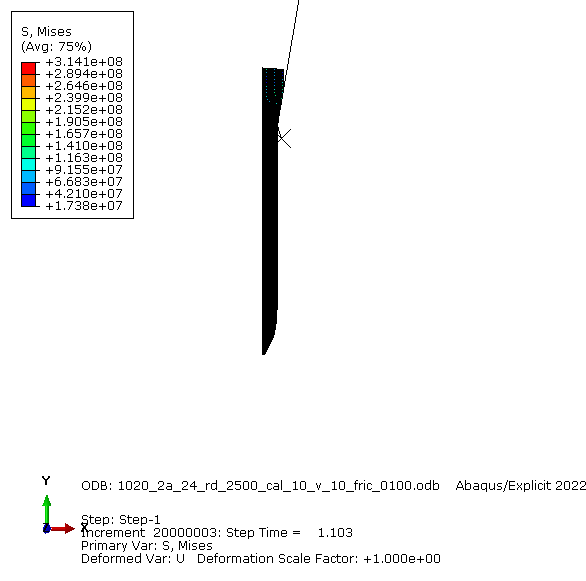 S, Mises
(Avg: 75%)
+3.141e+08
+2.894e+08
+2.646e+08
+2.399e+08
+2.152e+08
+1.905e+08
+1.657e+08
+1.410e+08
+1.163e+08
+9.155e+07
+6.683e+07
+4.210e+07
+1.738e+07
Y
X
Z
ODB: 1020_2a_24_rd_2500_cal_10_v_10_fric_0100.odb Abaqus/Explicit 2022
Step: Step-1
Increment 20000003: Step Time = 1.103
Primary Var: S, Mises
Deformed Var: U Deformation Scale Factor: +1.000e+00